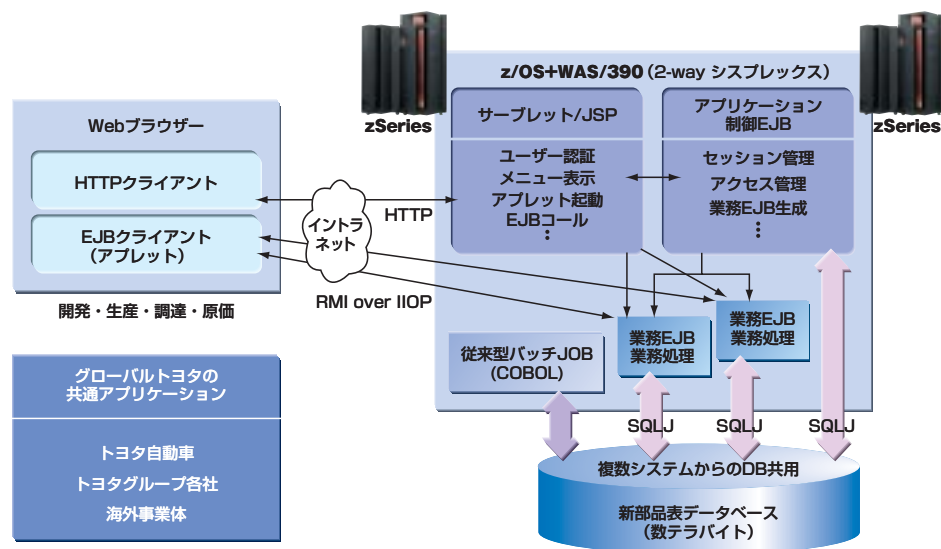 z/OS+WAS/390（2-way シスプレックス）
zSeries
zSeries
Webブラウザー
HTTPクライアント
EJBクライアント
（アプレット）
開発・生産・調達・原価
イントラ
ネット
HTTP
RMI over IIOP
サーブレット/JSP
ユーザー認証
メニュー表示
アプレット起動
EJBコール
⋮
アプリケーション
制御EJB
セッション管理
アクセス管理
業務EJB生成
⋮
業務EJB
業務処理
業務EJB
業務処理
従来型バッチJOB
（COBOL）
SQLJ
SQLJ
SQLJ
複数システムからのDB共用
新部品表データベース
（数テラバイト）
グローバルトヨタの
共通アプリケーション
トヨタ自動車
トヨタグループ各社
海外事業体